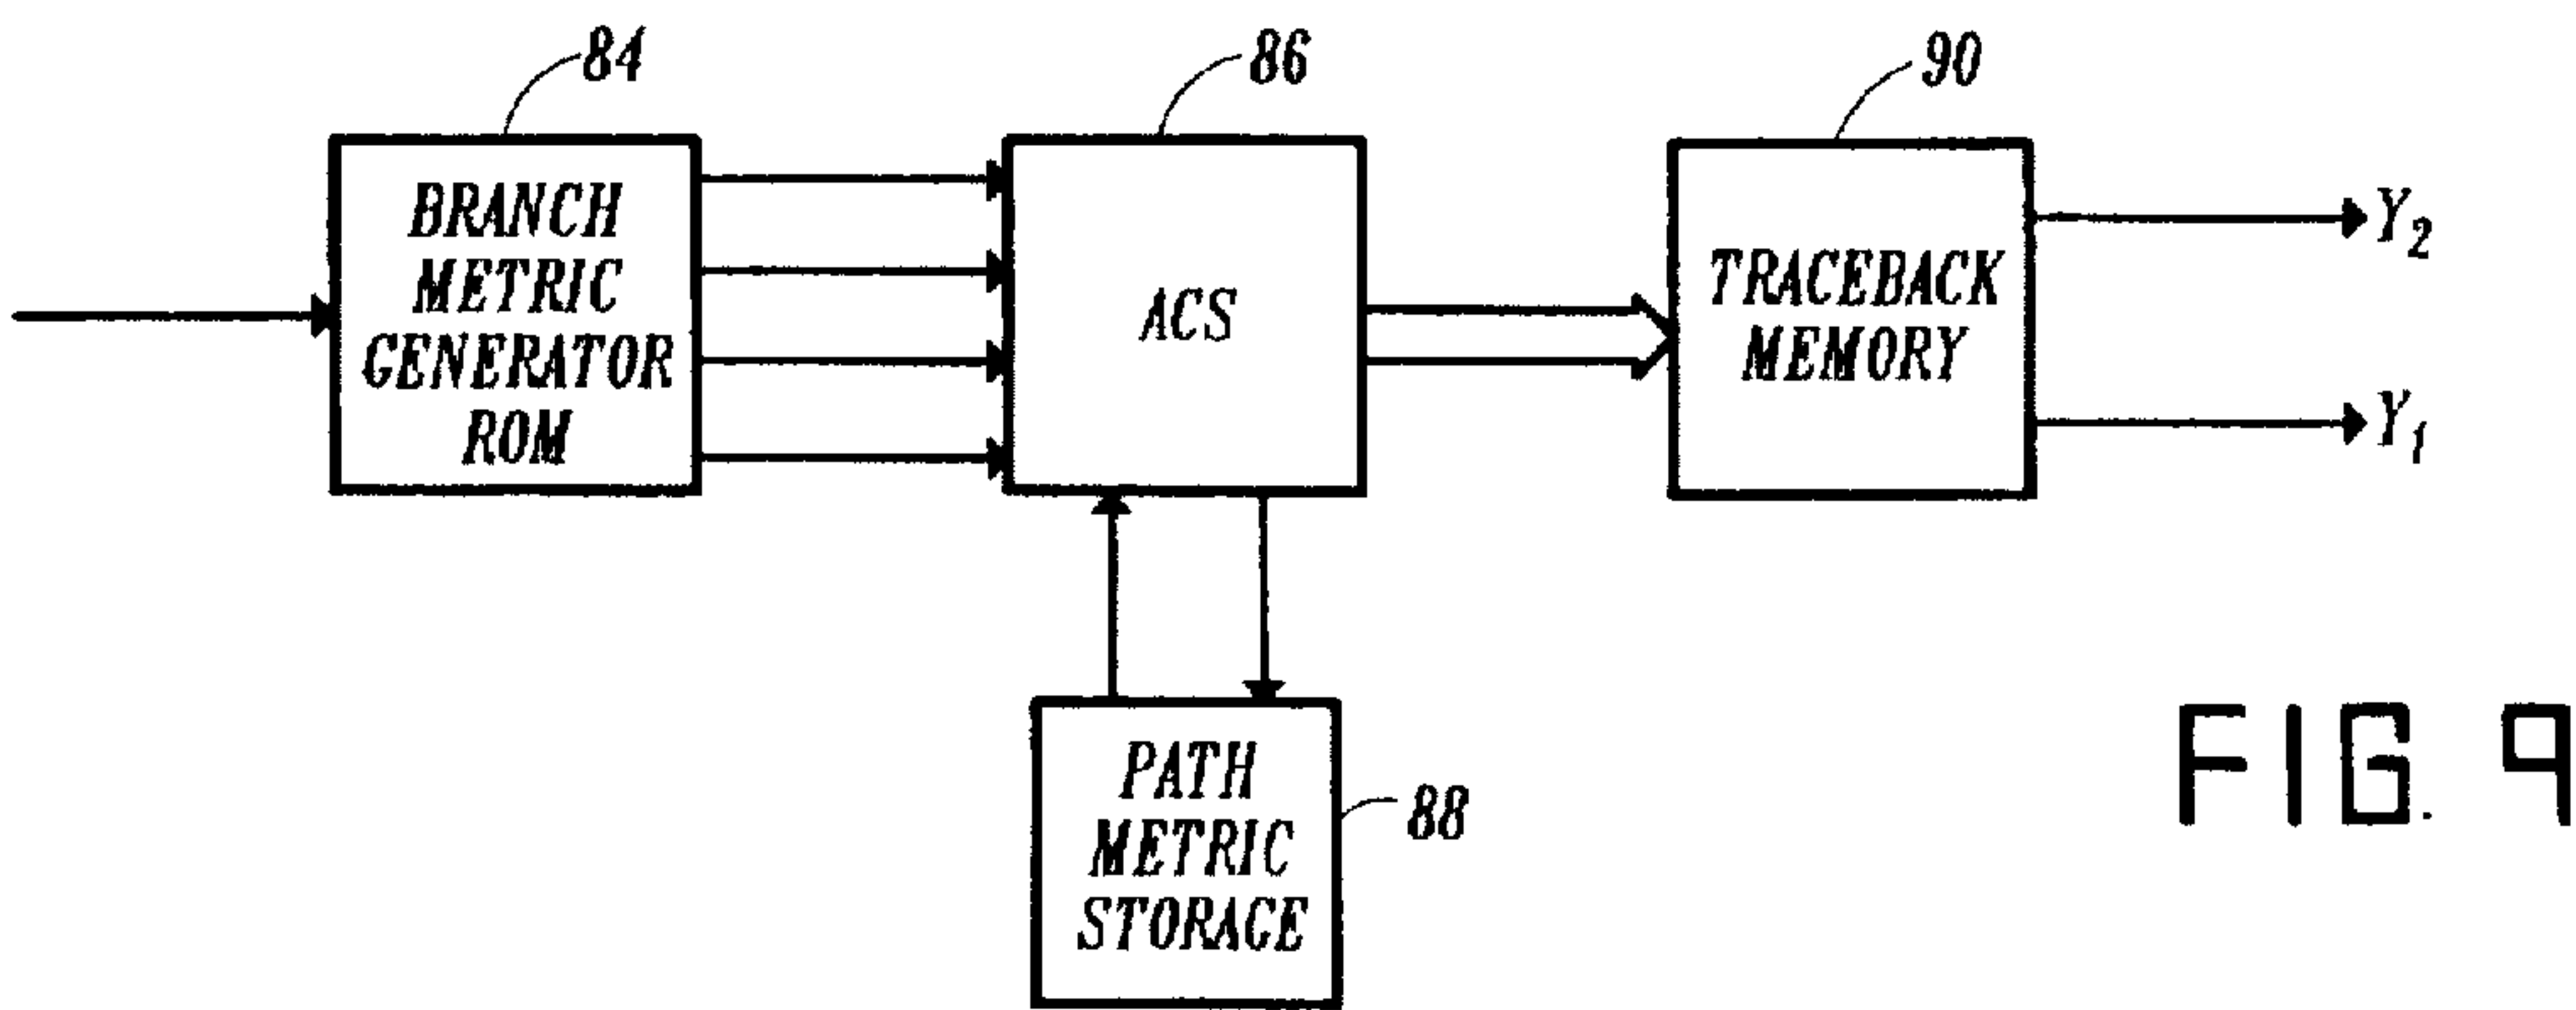 84
BRANCH
METRIC
GENERATOR
ROM
86
ACS
90
TRACEBACK
MEMORY
Y2
Y1
PATH
METRIC
STORAGE
88
FIG. 9